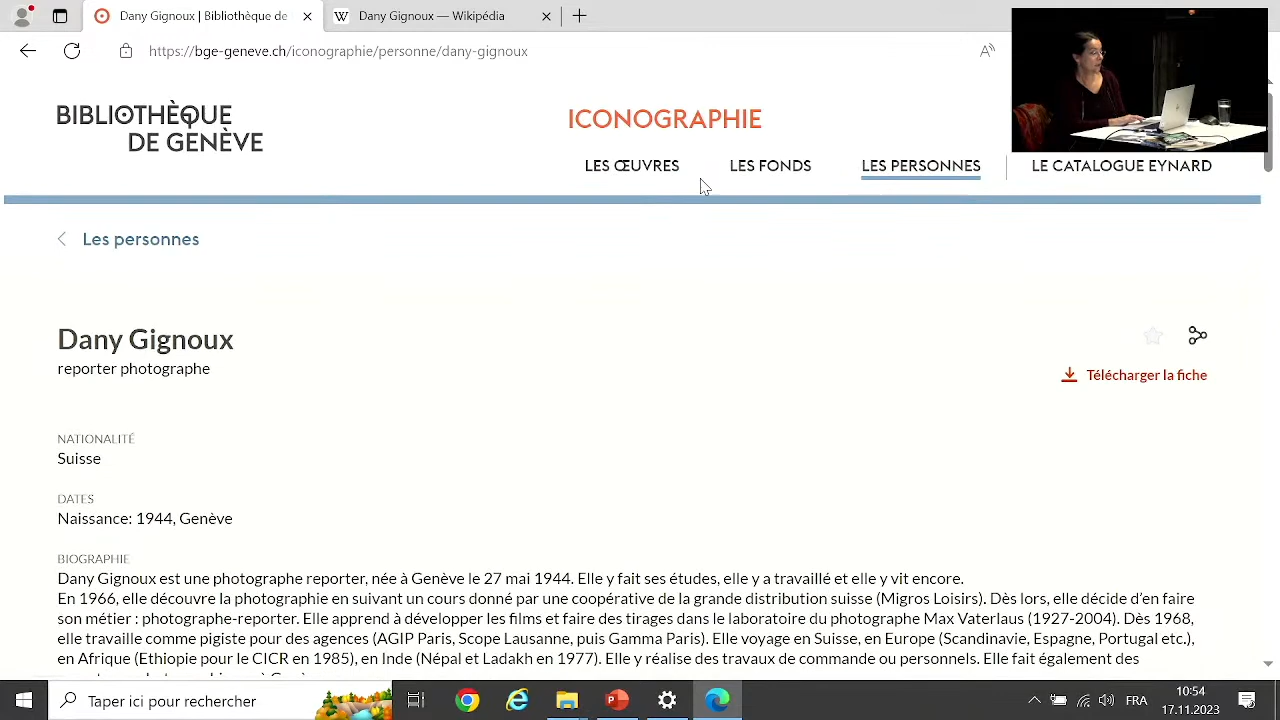 Dany Gignoux | Bibliothèque de
Dany Gignoux — Wikipédia
https://bge-geneve.ch/iconographie/personne/dany-gignoux
BIBLIOTHÈQUE
DE GENÈVE
ICONOGRAPHIE
LES ŒUVRES
LES FONDS
LES PERSONNES
LE CATALOGUE EYNARD
Les personnes
Dany Gignoux
reporter photographe
Télécharger la fiche
NATIONALITÉ
Suisse
DATES
Naissance: 1944, Genève
BIOGRAPHIE
Dany Gignoux est une photographe reporter, née à Genève le 27 mai 1944. Elle y fait ses études, elle y a travaillé et elle y vit encore.
En 1966, elle découvre la photographie en suivant un cours donné par une coopérative de la grande distribution suisse (Migros Loisirs). Dès lors, elle décide d’en faire
son métier : photographe-reporter. Elle apprend à développer les films et faire des tirages dans le laboratoire du photographe Max Vaterlaus (1927-2004). Dès 1968,
elle travaille comme pigiste pour des agences (AGIP Paris, Scope Lausanne, puis Gamma Paris). Elle voyage en Suisse, en Europe (Scandinavie, Espagne, Portugal etc.),
en Afrique (Ethiopie pour le CICR en 1985), en Inde (Népal et Ladakh en 1977). Elle y réalise des travaux de commande ou personnels. Elle fait également des
Taper ici pour rechercher
FRA
10:54
17.11.2023